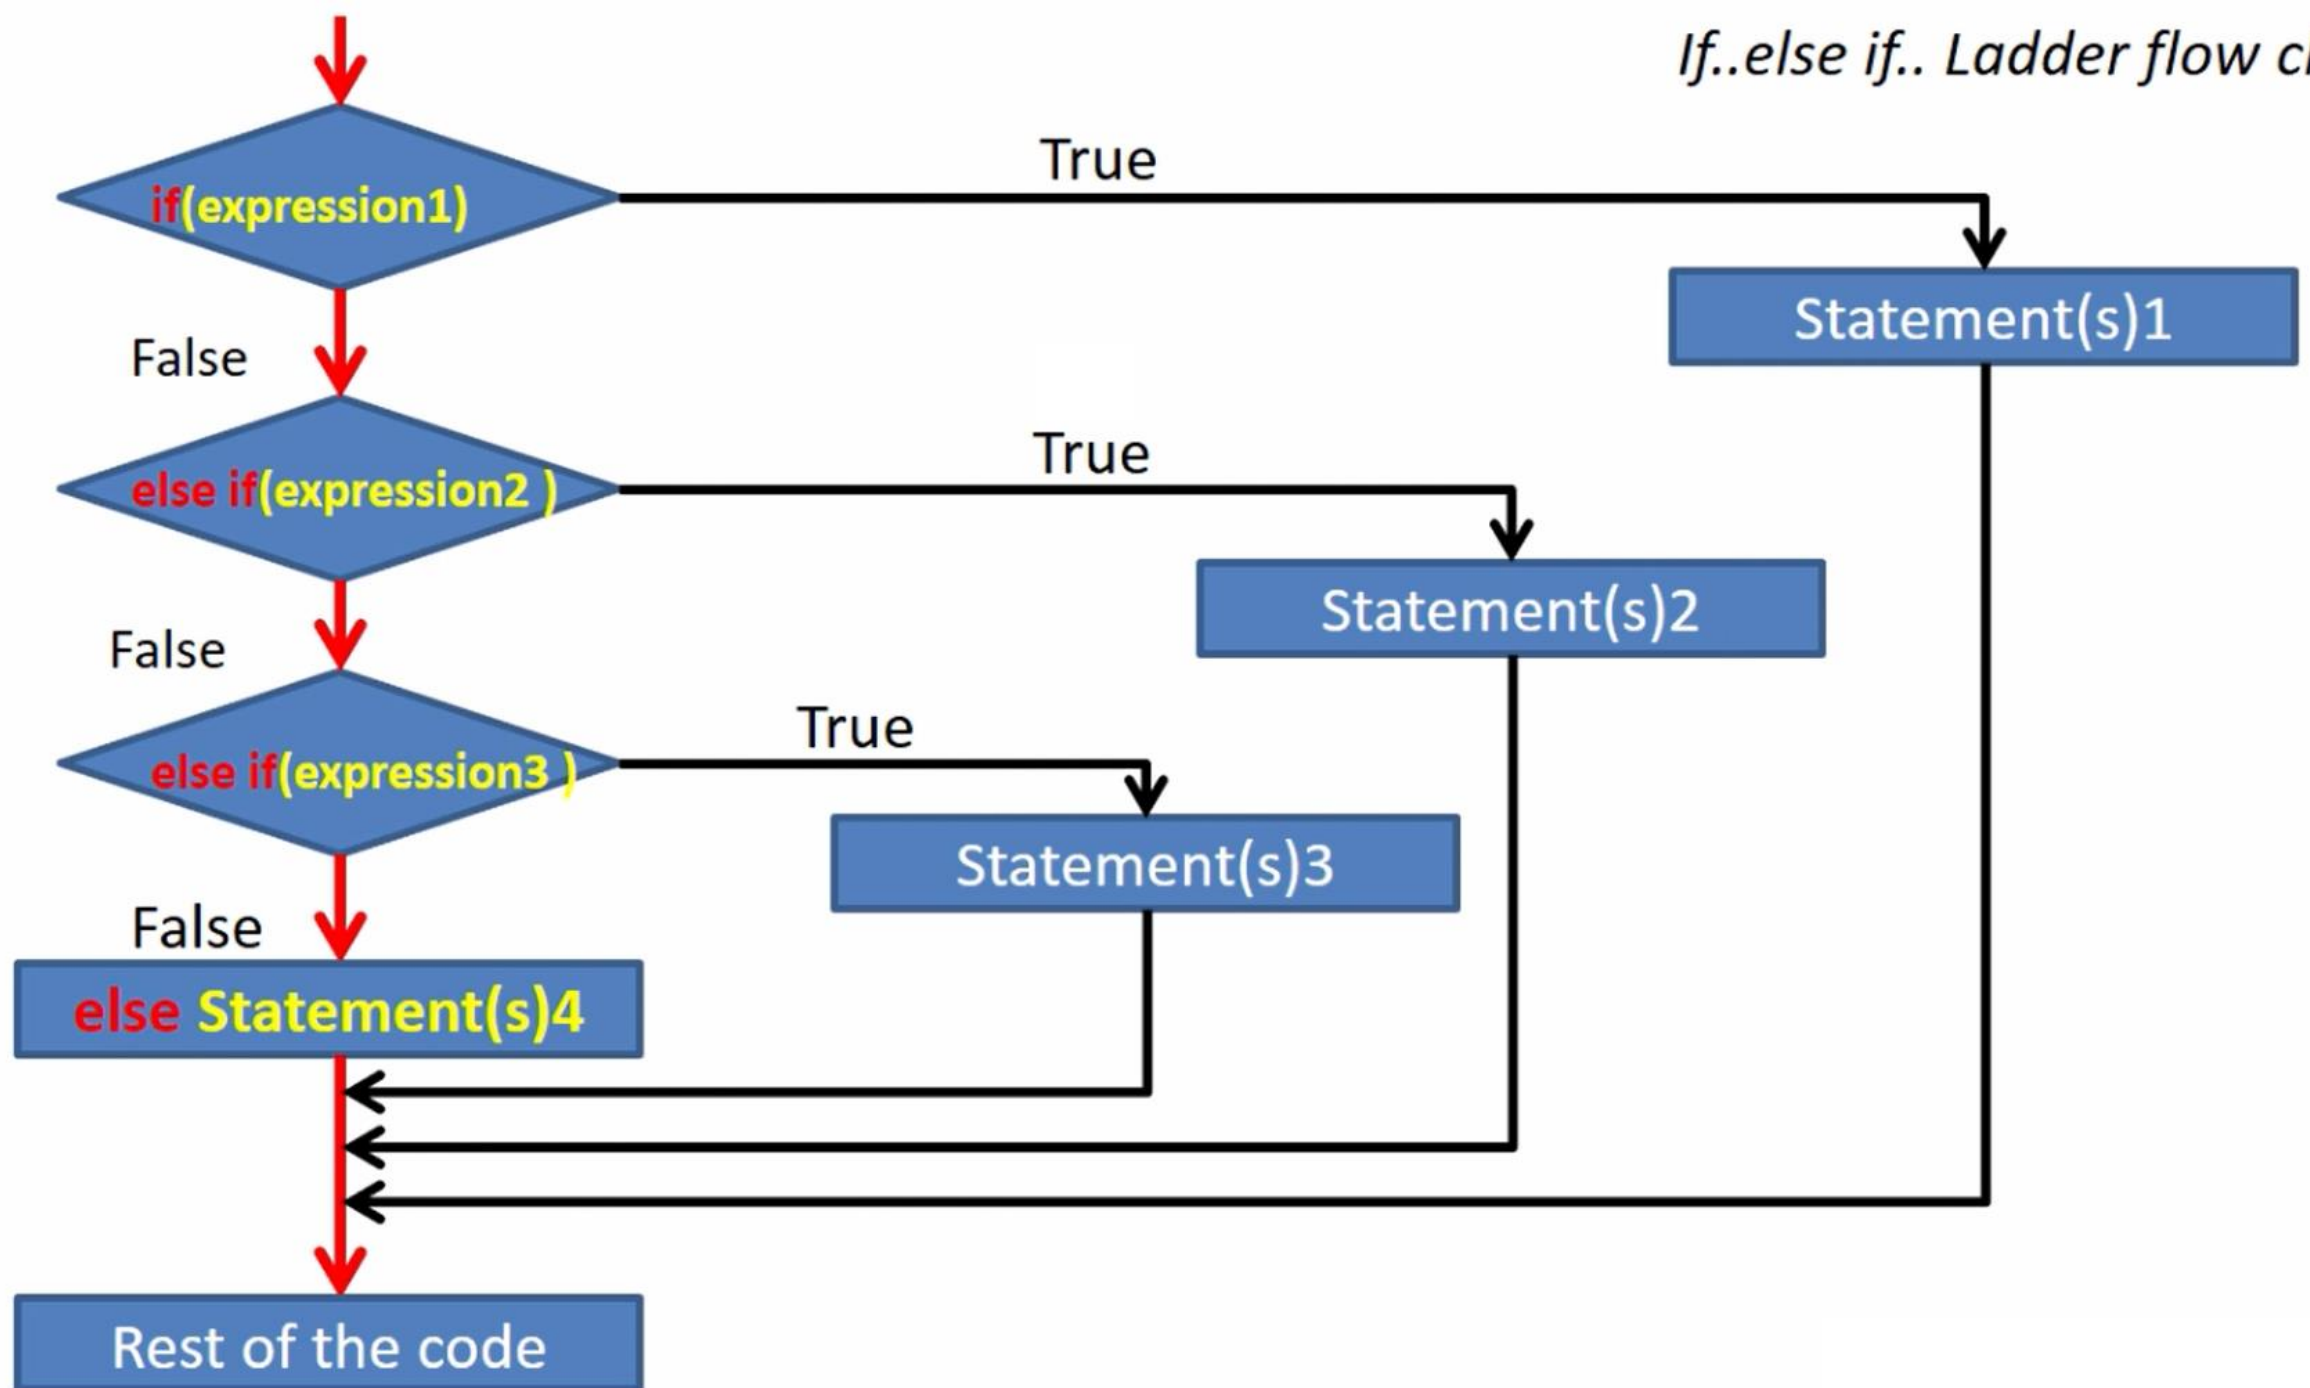 If..else if.. Ladder flow
True
if(expression1)
Statement(s)1
False
True
else if(expression2 )
Statement(s)2
False
True
else if(expression3 )
Statement(s)3
False
else Statement(s)4
Rest of the code